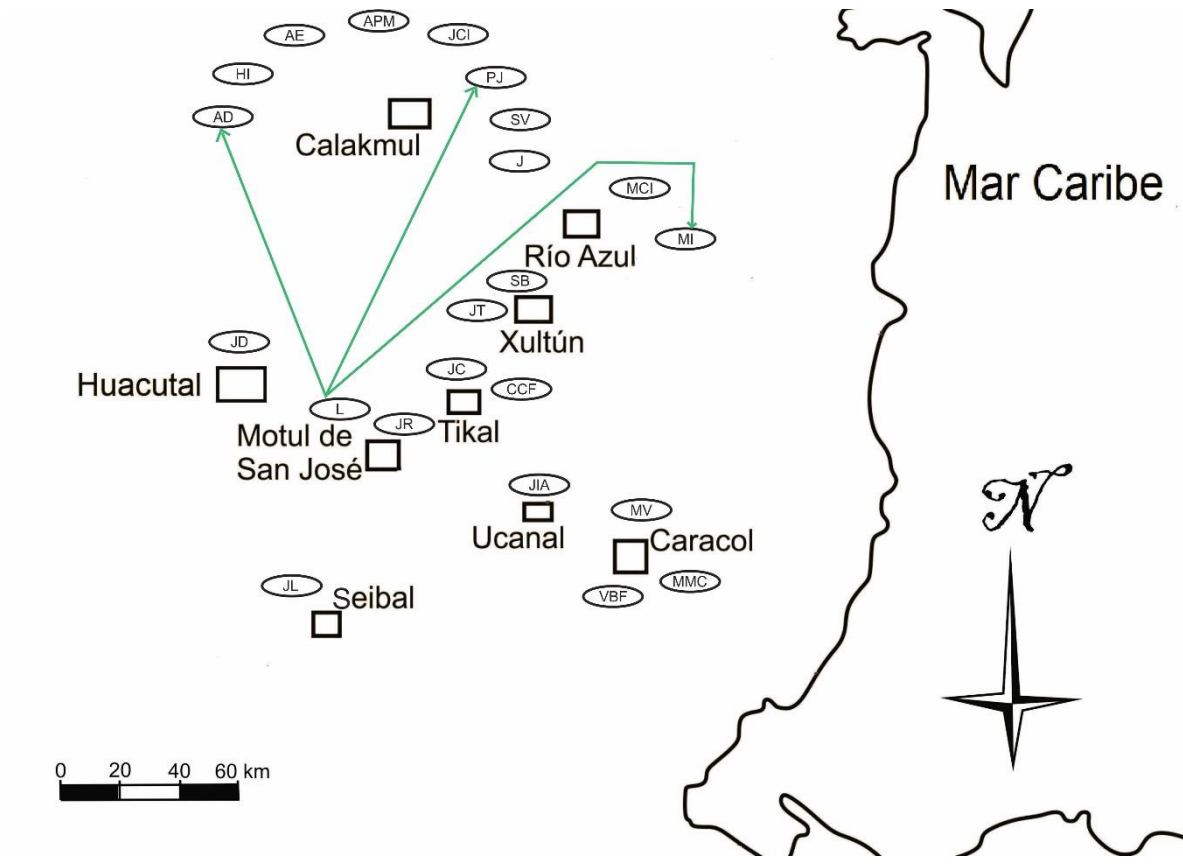 APM
AE
JCI
HI
PJ
AD
SV
Calakmul
J
MCI
Mar Caribe
MI
Río Azul
SB
JT
Xultún
JD
JC
Huacutal
CCF
L
JR
Tikal
Motul de
San José
JIA
MV
Ucanal
Caracol
N
JL
MMC
VBF
Seibal
0 20 40 60 km